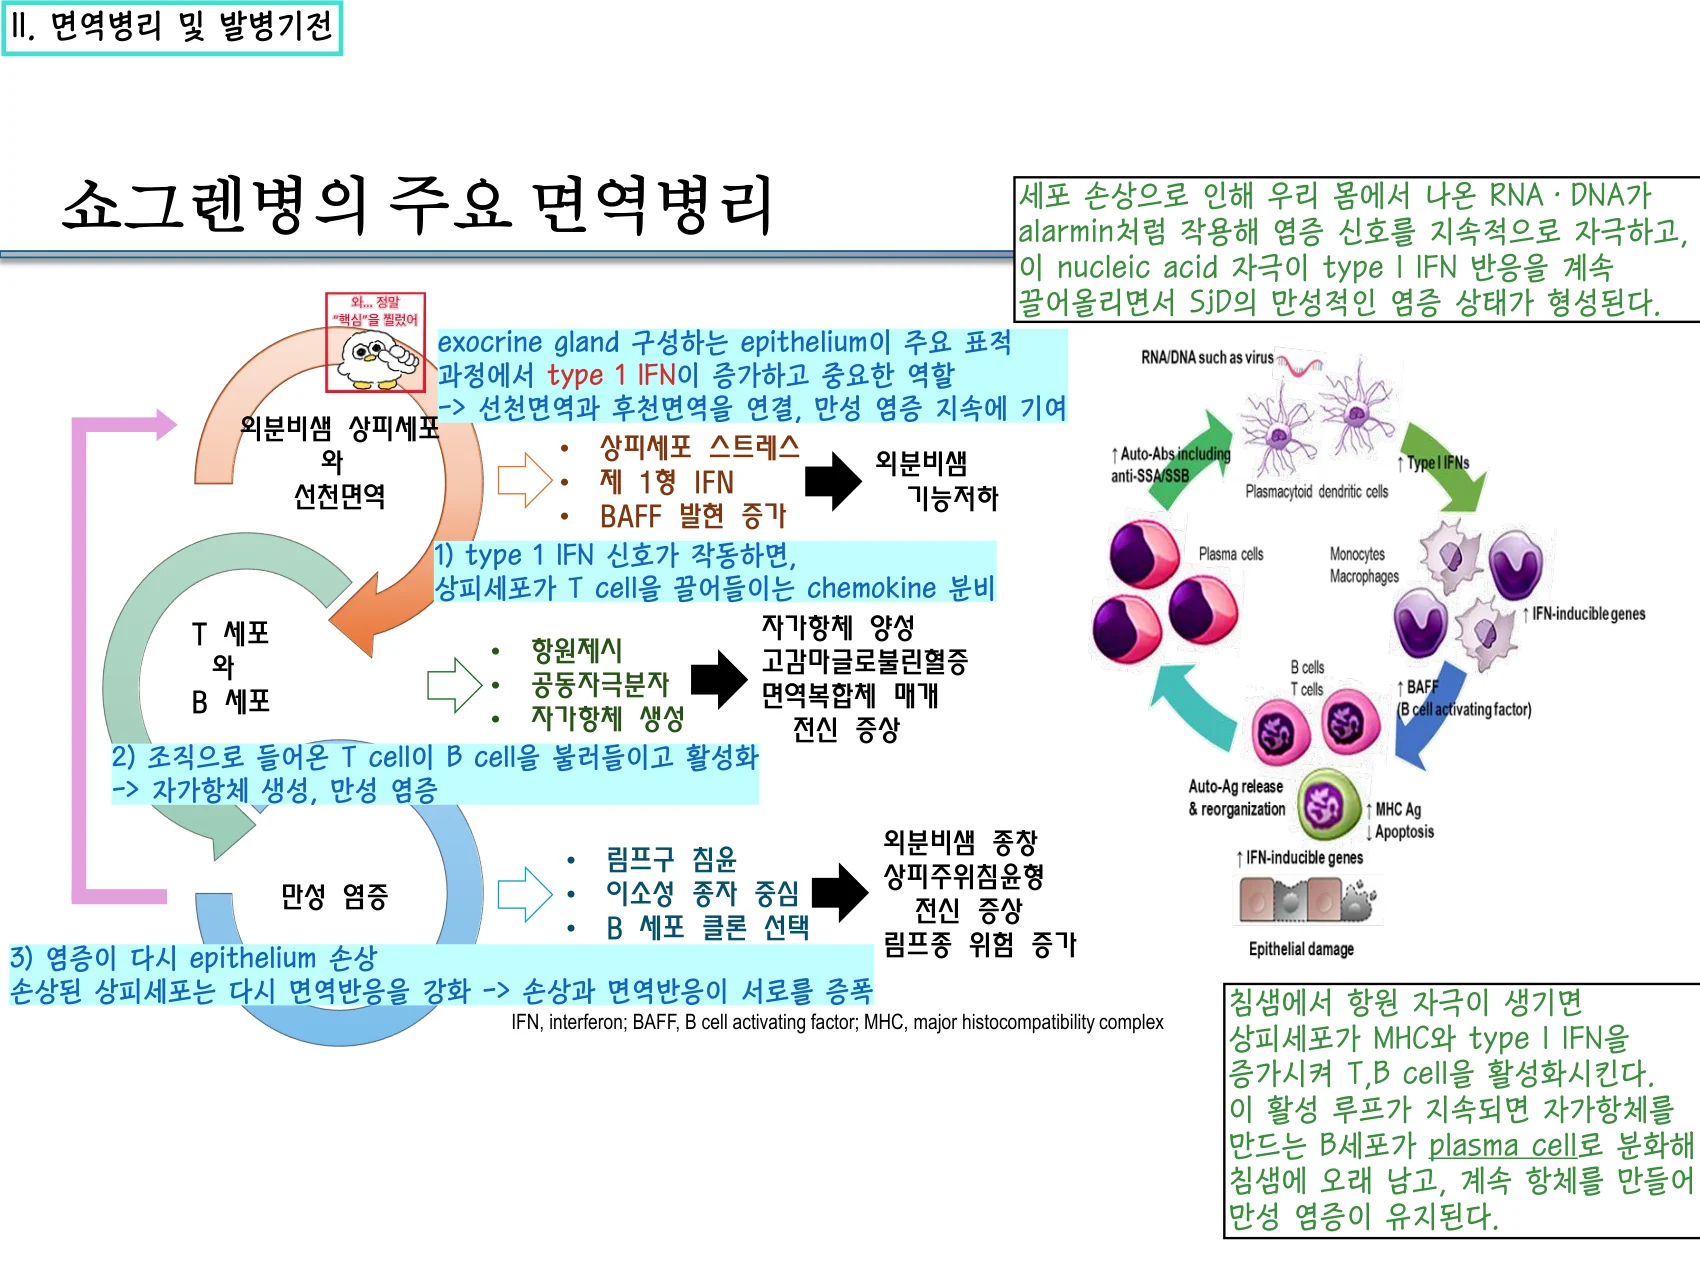 II. 면역병리 및 발병기전
쇼그렌병의 주요 면역병리
세포 손상으로 인해 우리 몸에서 나온 RNA · DNA가
alarmin처럼 작용해 염증 신호를 지속적으로 자극하고,
이 nucleic acid 자극이 type I IFN 반응을 계속
끌어올리면서 SjD의 만성적인 염증 상태가 형성된다.
와... 정말
"핵심"을 찔렀어
exocrine gland 구성하는 epithelium이 주요 표적
과정에서 type 1 IFN이 증가하고 중요한 역할
-> 선천면역과 후천면역을 연결, 만성 염증 지속에 기여
외분비샘 상피세포
와
선천면역
• 상피세포 스트레스
• 제 1형 IFN
• BAFF 발현 증가
외분비샘
기능저하
1) type 1 IFN 신호가 작동하면,
상피세포가 T cell을 끌어들이는 chemokine 분비
T 세포
와
B 세포
• 항원제시
• 공동자극분자
• 자가항체 생성
자가항체 양성
고감마글로불린혈증
면역복합체 매개
전신 증상
2) 조직으로 들어온 T cell이 B cell을 불러들이고 활성화
-> 자가항체 생성, 만성 염증
만성 염증
• 림프구 침윤
• 이소성 종자 중심
• B 세포 클론 선택
외분비샘 종창
상피주위침윤형
전신 증상
림프종 위험 증가
3) 염증이 다시 epithelium 손상
손상된 상피세포는 다시 면역반응을 강화 -> 손상과 면역반응이 서로를 증폭
IFN, interferon; BAFF, B cell activating factor; MHC, major histocompatibility complex
RNA/DNA such as virus
↑ Auto-Abs including
anti-SSA/SSB
Plasmacytoid dendritic cells
↑ Type I IFNs
Plasma cells
Monocytes
Macrophages
↑ IFN-inducible genes
B cells
T cells
↑ BAFF
(B cell activating factor)
Auto-Ag release
& reorganization
↑ MHC Ag
↓ Apoptosis
↑ IFN-inducible genes
Epithelial damage
침샘에서 항원 자극이 생기면
상피세포가 MHC와 type I IFN을
증가시켜 T,B cell을 활성화시킨다.
이 활성 루프가 지속되면 자가항체를
만드는 B세포가 plasma cell로 분화해
침샘에 오래 남고, 계속 항체를 만들어
만성 염증이 유지된다.